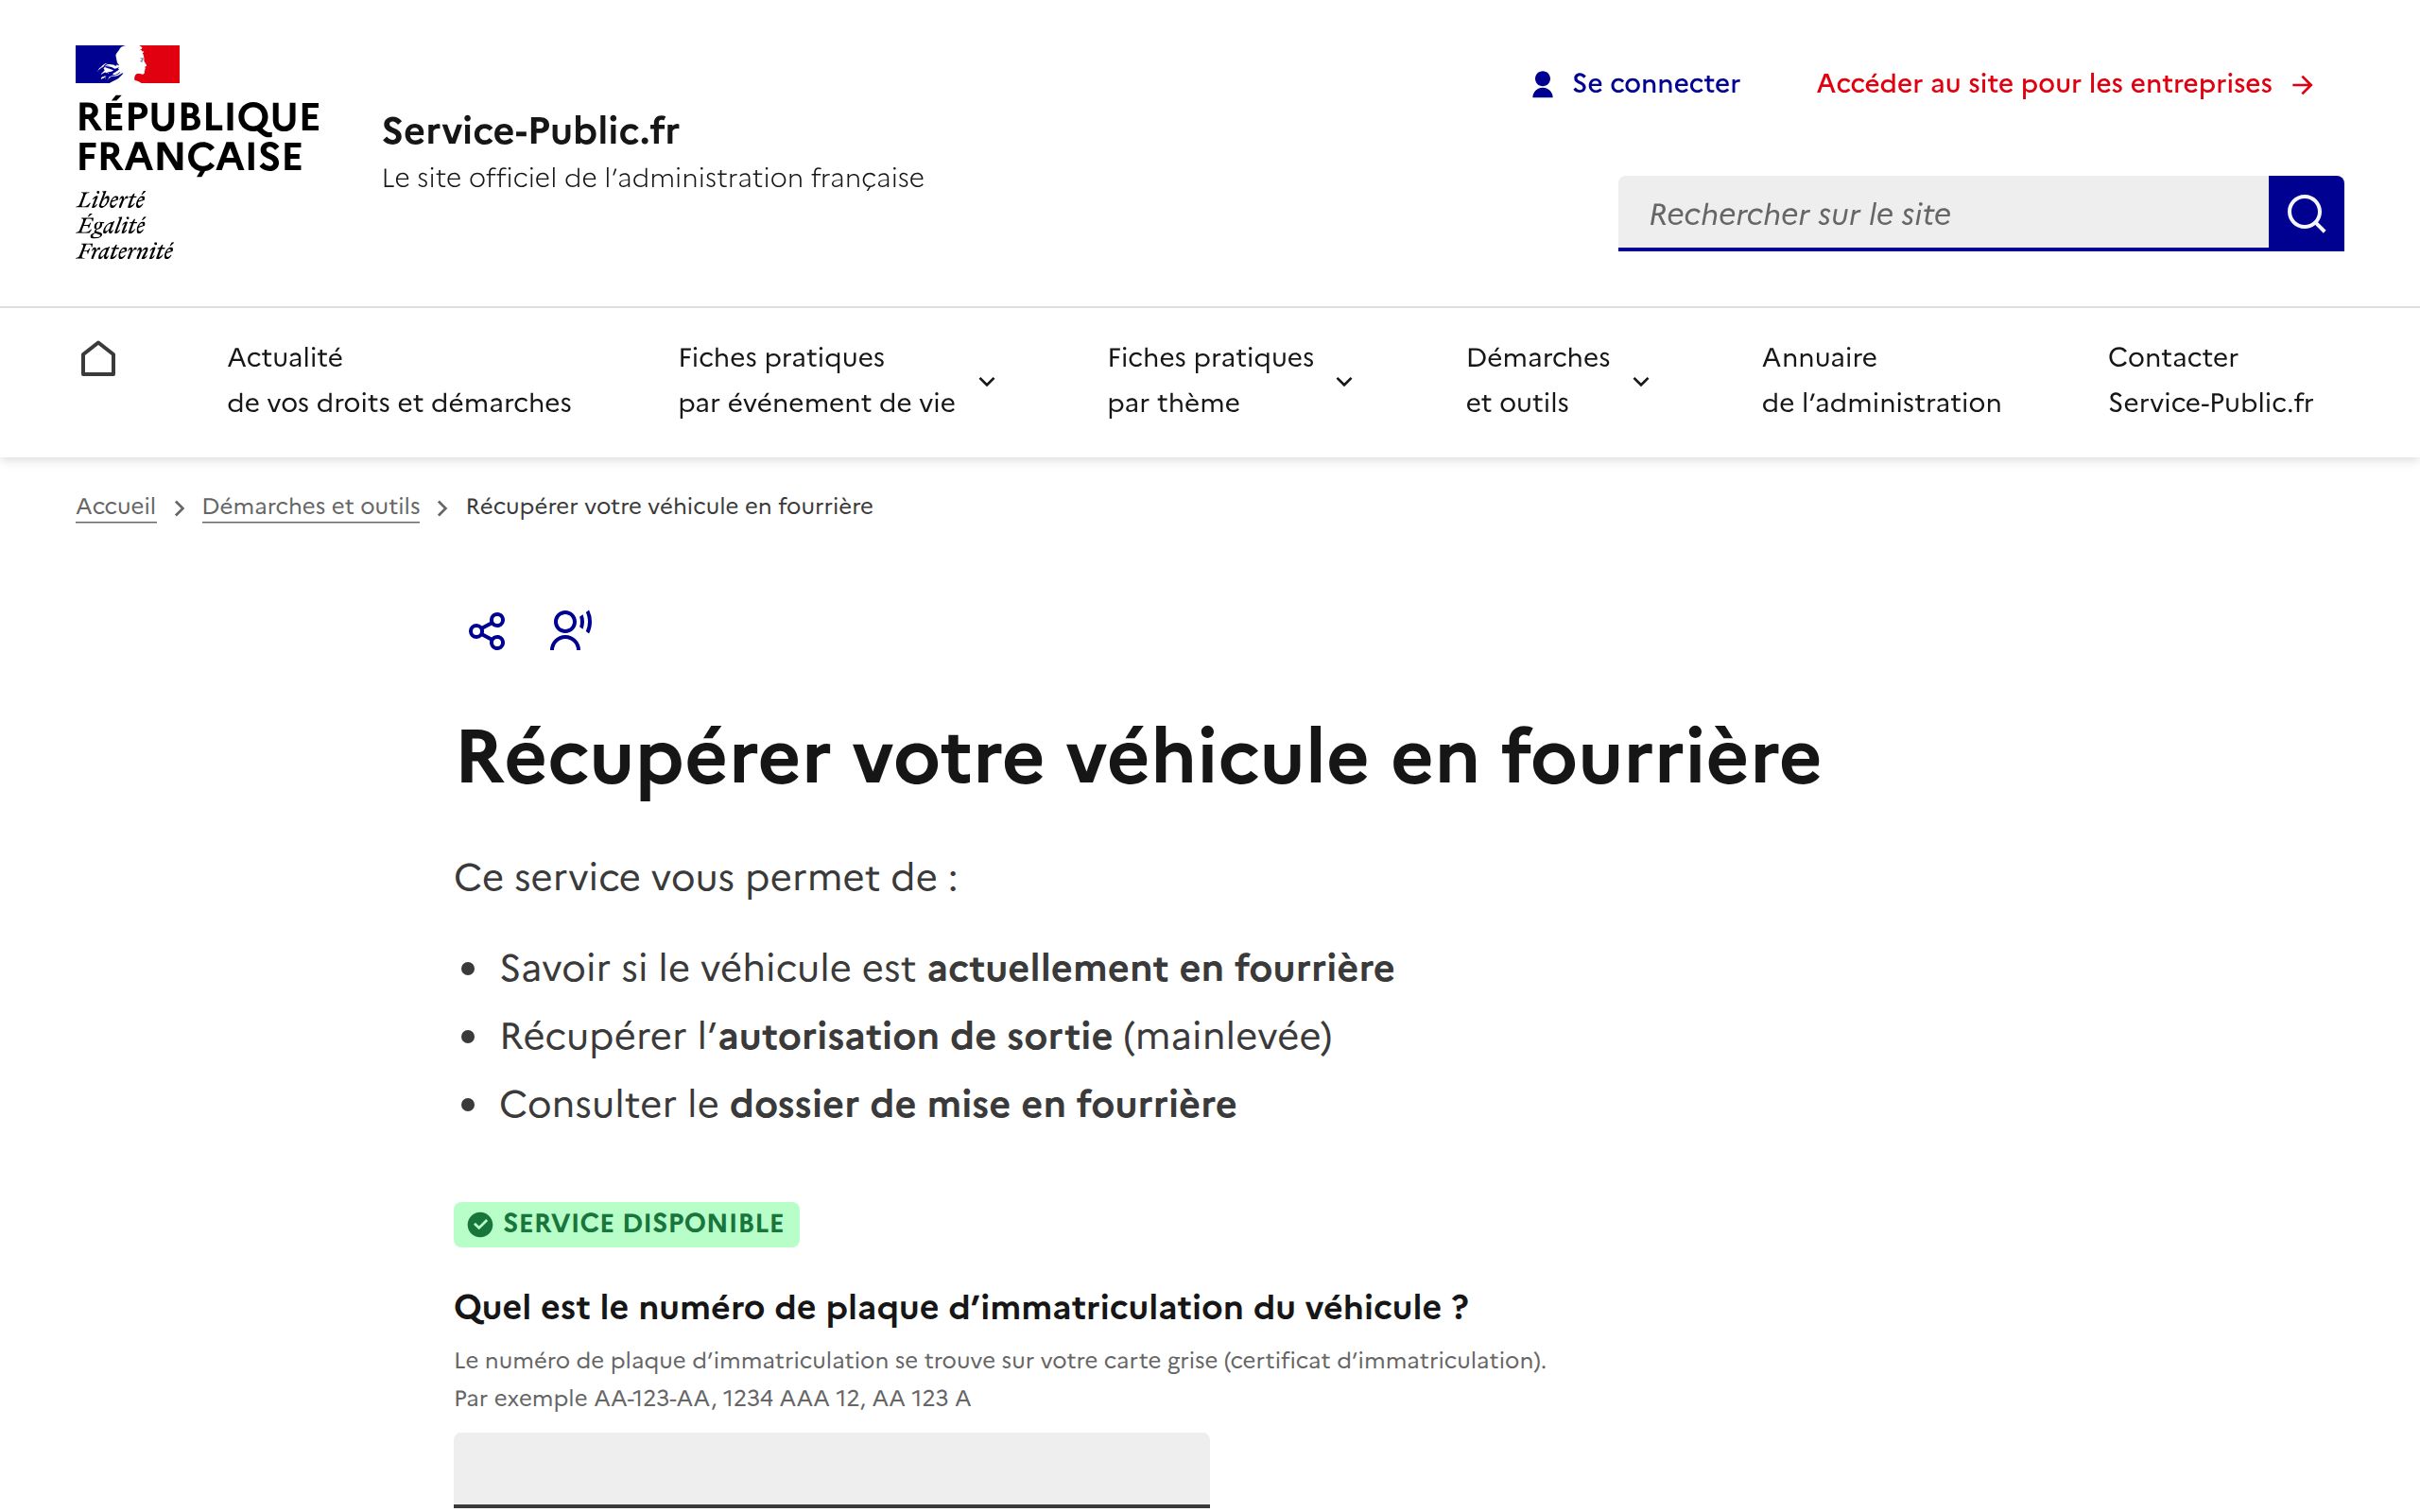 RÉPUBLIQUE
FRANÇAISE
Liberté
Égalité
Fraternité
Service-Public.fr
Le site officiel de l’administration française
Se connecter
Accéder au site pour les entreprises
Rechercher sur le site
Actualité
de vos droits et démarches
Fiches pratiques
par événement de vie
Fiches pratiques
par thème
Démarches
et outils
Annuaire
de l’administration
Contacter
Service-Public.fr
Accueil > Démarches et outils > Récupérer votre véhicule en fourrière
Récupérer votre véhicule en fourrière
Ce service vous permet de :
• Savoir si le véhicule est actuellement en fourrière
• Récupérer l’autorisation de sortie (mainlevée)
• Consulter le dossier de mise en fourrière
SERVICE DISPONIBLE
Quel est le numéro de plaque d’immatriculation du véhicule ?
Le numéro de plaque d’immatriculation se trouve sur votre carte grise (certificat d’immatriculation).
Par exemple AA-123-AA, 1234 AAA 12, AA 123 A